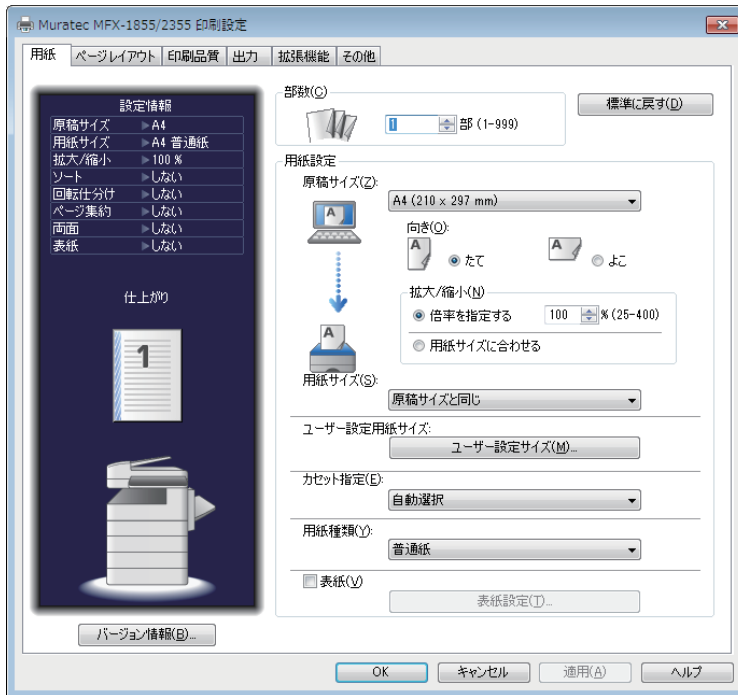 Muratec MFX-1855/2355 印刷設定
用紙 ページレイアウト 印刷品質 出力 拡張機能 その他
設定情報
原稿サイズ ▶A4
用紙サイズ ▶A4 普通紙
拡大/縮小 ▶100 %
ソート ▶しない
回転仕分け ▶しない
ページ集約 ▶しない
両面 ▶しない
表紙 ▶しない
仕上がり
1
バージョン情報(B)...
部数(C)
1 部 (1-999)
標準に戻す(D)
用紙設定
原稿サイズ(Z):
A4 (210 x 297 mm)
A
向き(O):
A たて A よこ
拡大/縮小(N)
倍率を指定する 100 % (25-400)
用紙サイズに合わせる
A
用紙サイズ(S):
原稿サイズと同じ
ユーザー設定用紙サイズ:
ユーザー設定サイズ(M)...
カセット指定(E):
自動選択
用紙種類(Y):
普通紙
表紙(V)
表紙設定(T)...
OK キャンセル 適用(A) ヘルプ